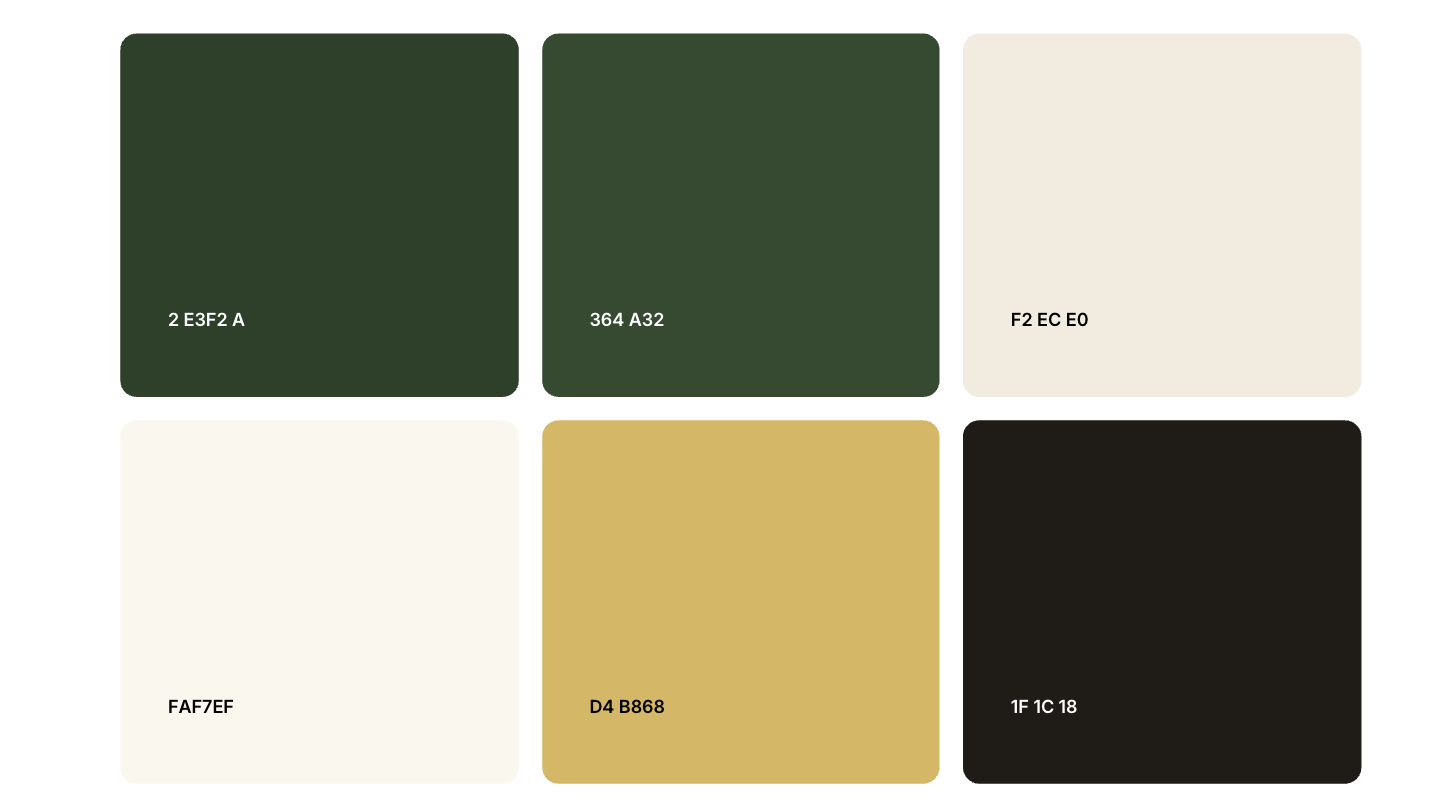 2 E3F2 A
364 A32
F2 EC E0
FAF7EF
D4 B868
1F 1C 18